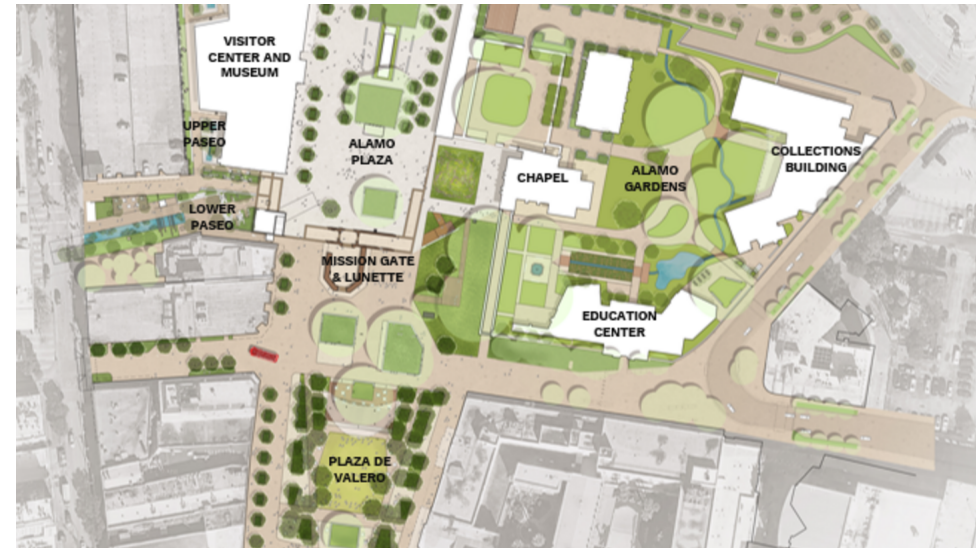 VISITOR
CENTER AND
MUSEUM
UPPER
PASEO
ALAMO
PLAZA
CHAPEL
ALAMO
GARDENS
COLLECTIONS
BUILDING
LOWER
PASEO
MISSION GATE
& LUNETTE
EDUCATION
CENTER
PLAZA DE
VALERO